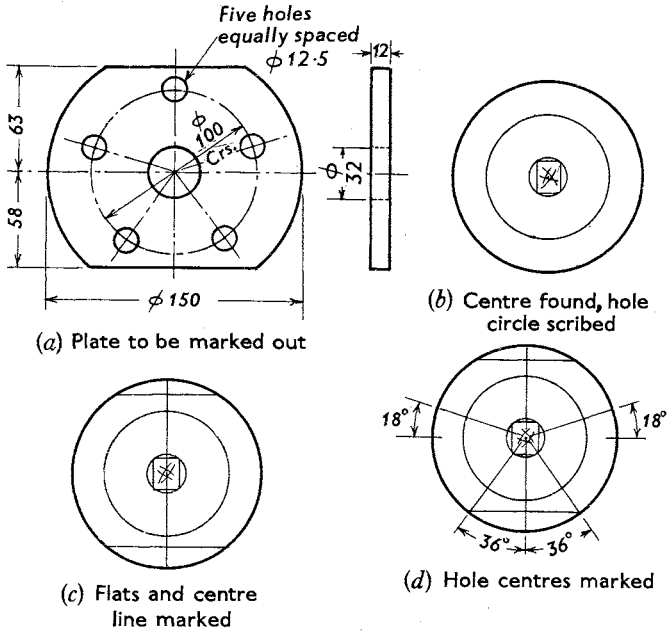 Five holes
equally spaced
ϕ 12·5
12
63
58
ϕ
100
Crs.
ϕ
32
ϕ 150
(a) Plate to be marked out
(b) Centre found, hole
circle scribed
(c) Flats and centre
line marked
18°
18°
36°
36°
(d) Hole centres marked